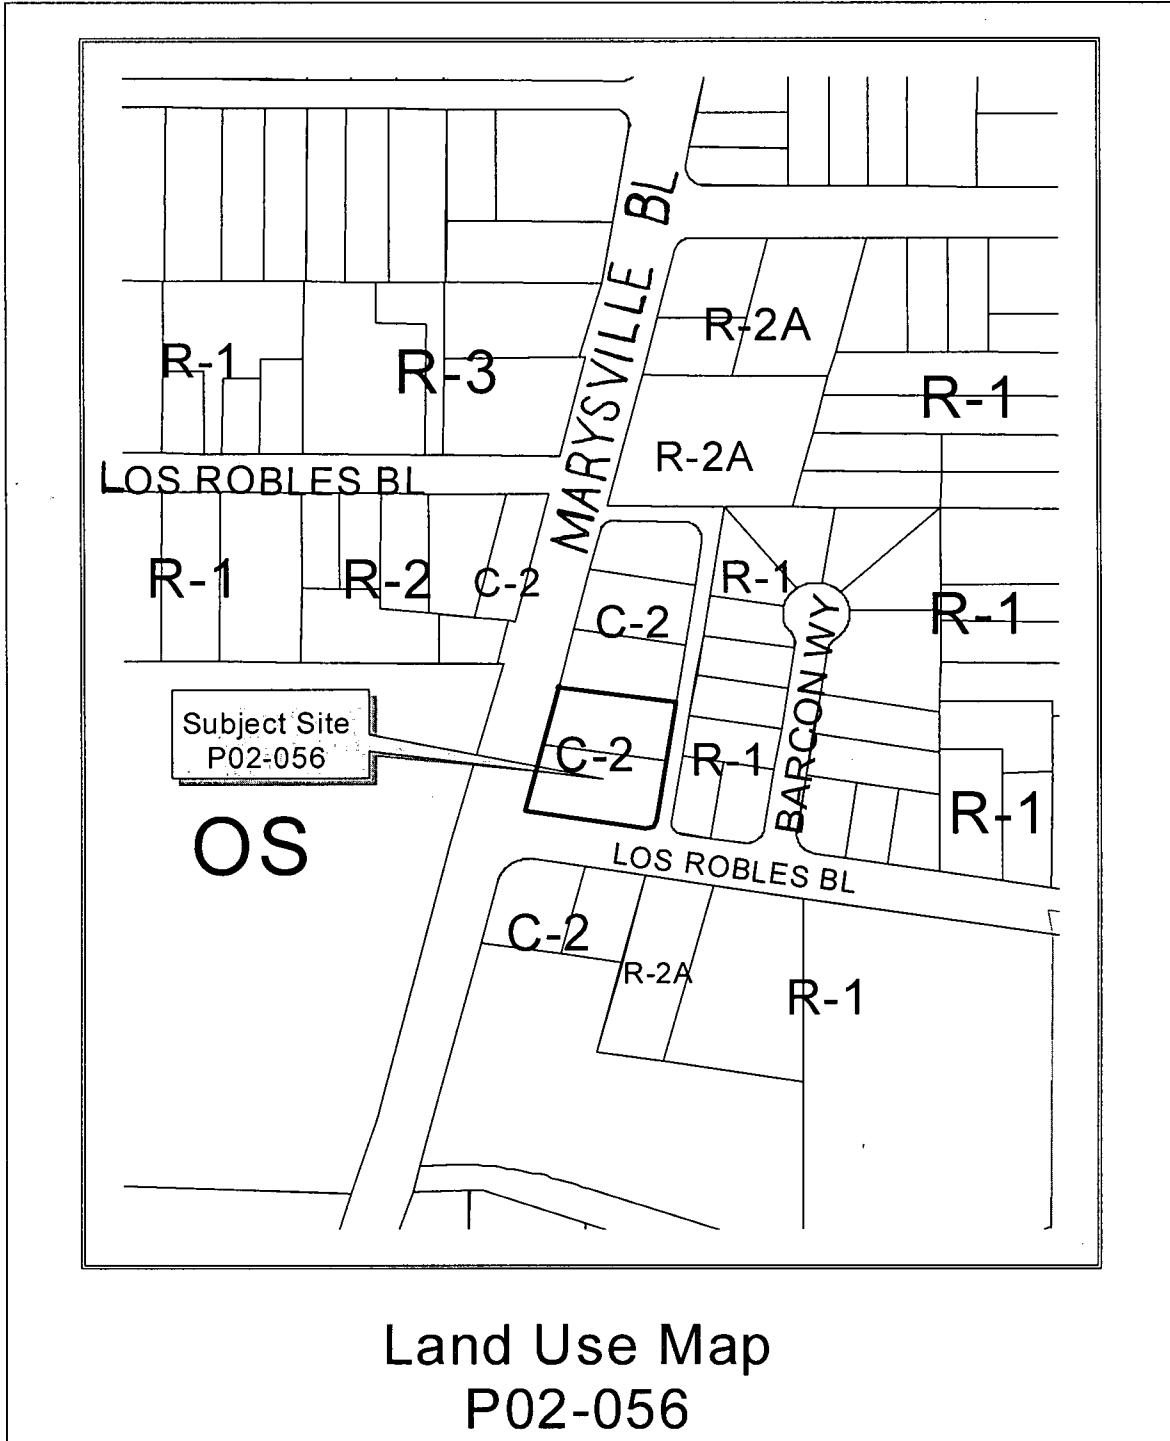 MARYSVILLE BL
R-2A
R-1
R-3
R-1
R-2A
LOS ROBLES BL
R-1
R-2
C-2
R-1
C-2
R-1
BARCON WY
Subject Site
P02-056
C-2
R-1
R-1
OS
LOS ROBLES BL
C-2
R-2A
R-1
Land Use Map
P02-056